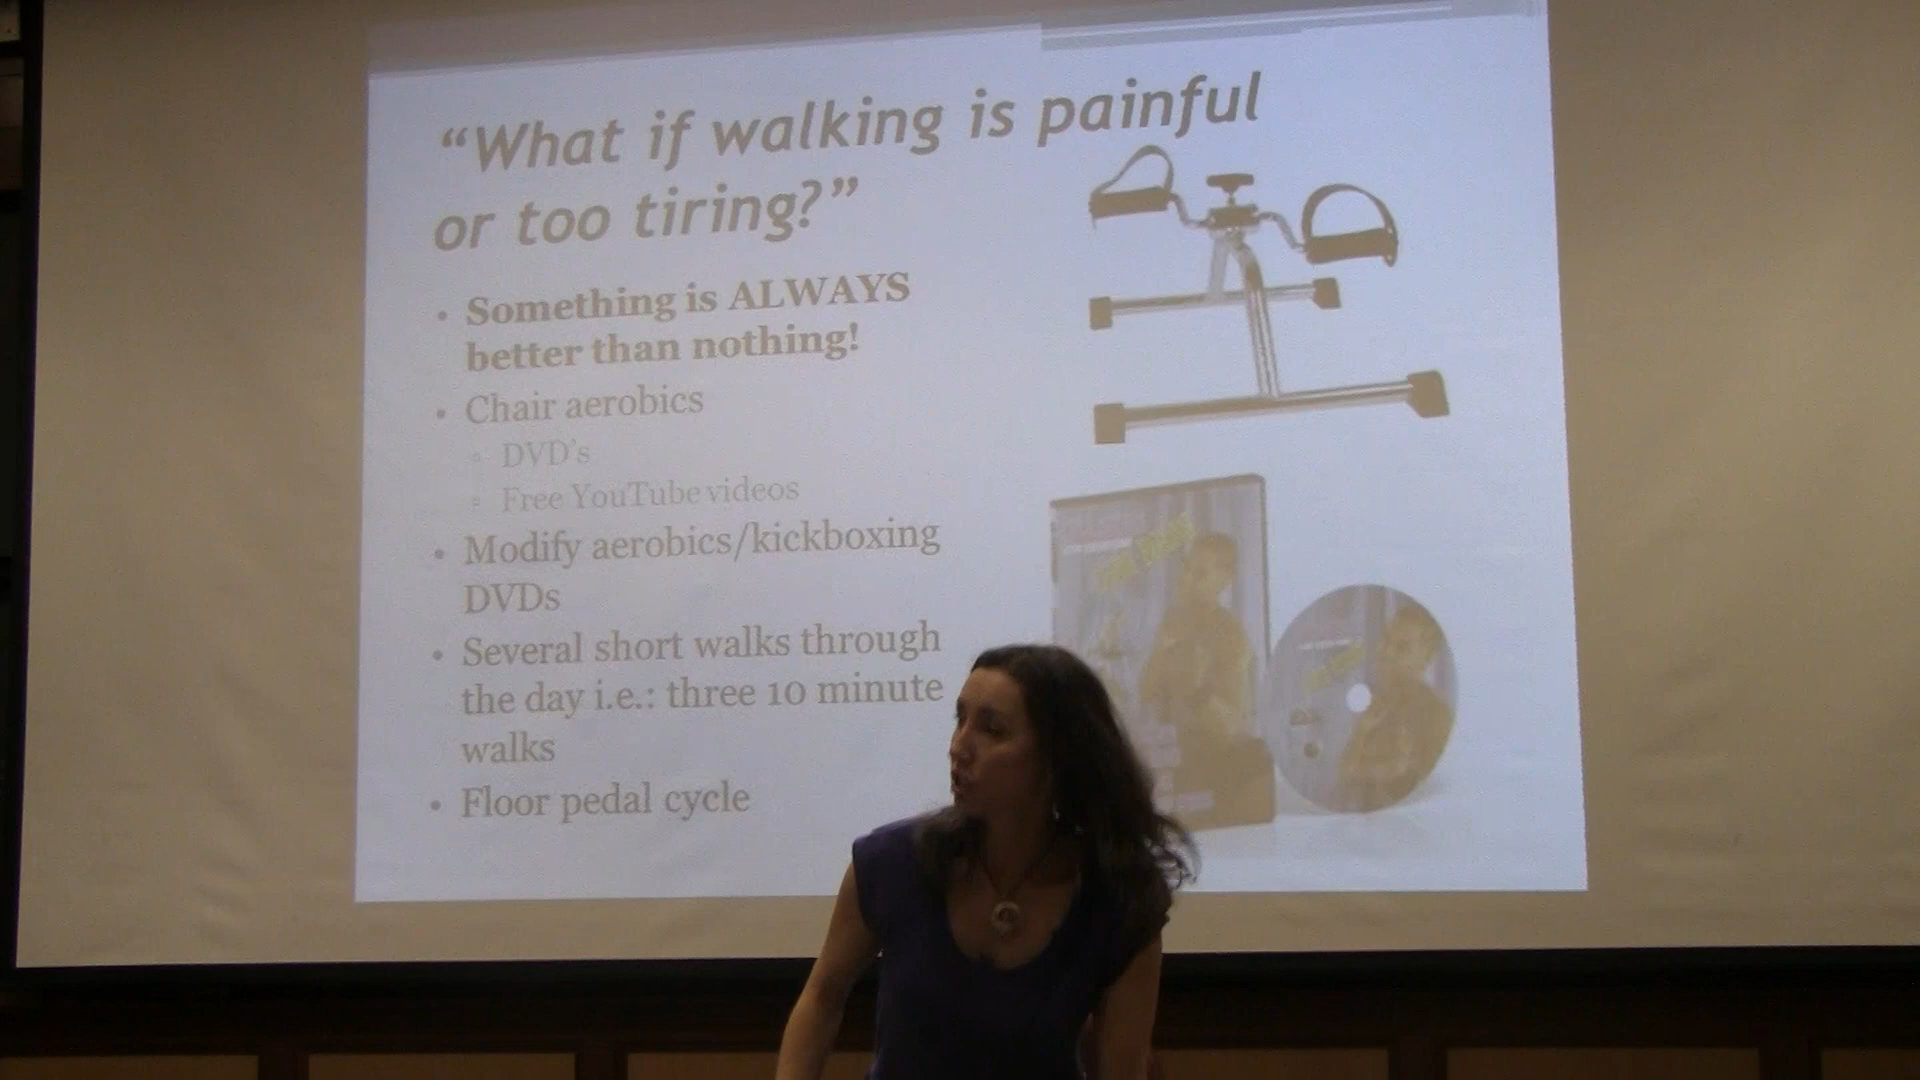 “What if walking is painful
or too tiring?”
• Something is ALWAYS
better than nothing!
• Chair aerobics
◦ DVD’s
◦ Free YouTube videos
• Modify aerobics/kickboxing
DVDs
• Several short walks through
the day i.e.: three 10 minute
walks
• Floor pedal cycle